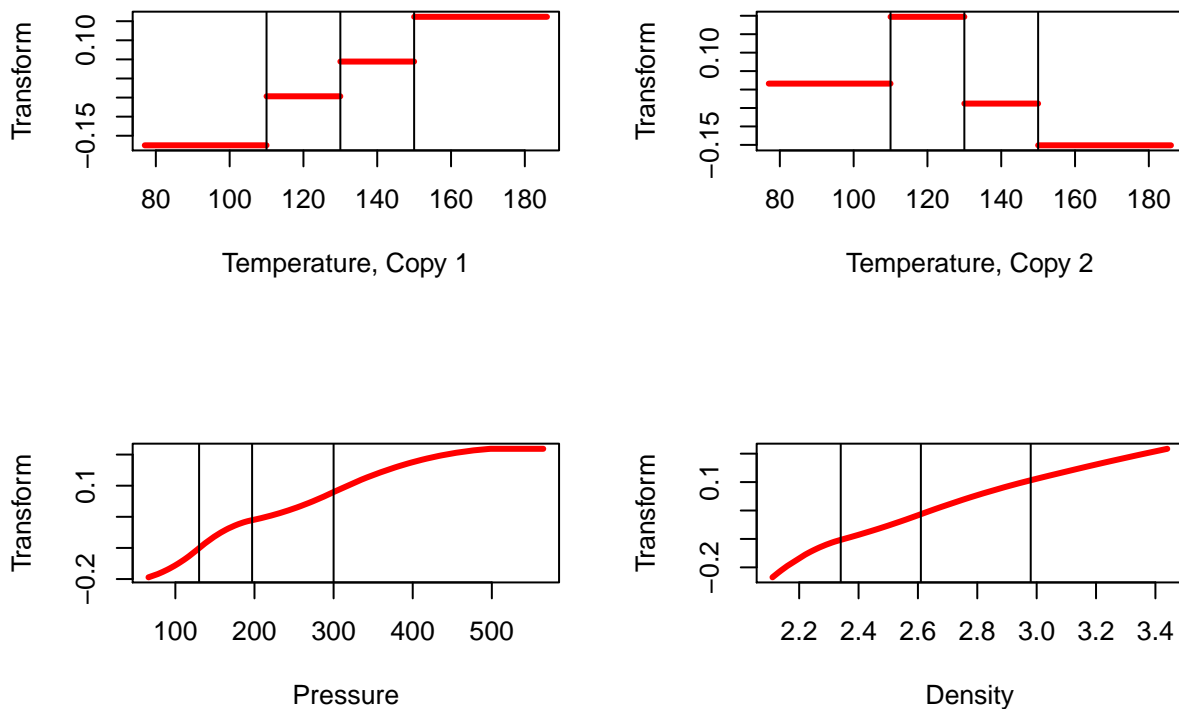 Transform
0.10
−0.15
80 100 120 140 160 180
Temperature, Copy 1
Transform
0.10
−0.15
80 100 120 140 160 180
Temperature, Copy 2
Transform
0.1
−0.2
100 200 300 400 500
Pressure
Transform
0.1
−0.2
2.2 2.4 2.6 2.8 3.0 3.2 3.4
Density